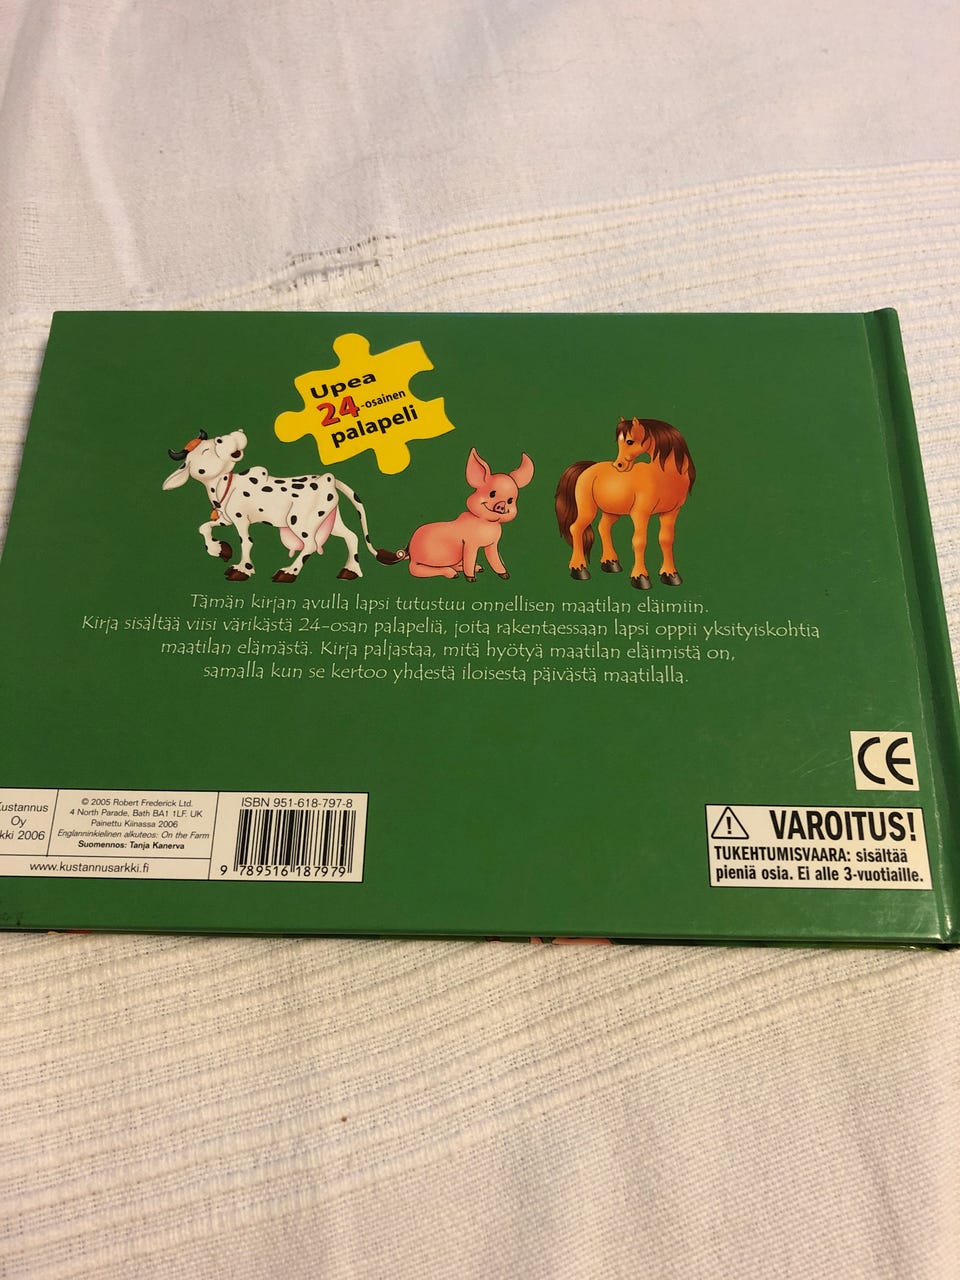 Upea
24-osainen
palapeli
Tämän kirjan avulla lapsi tutustuu onnellisen maatilan eläimiin.
Kirja sisältää viisi värikästä 24-osan palapeliä, joita rakentaessaan lapsi oppii yksityiskohtia
maatilan elämästä. Kirja paljastaa, mitä hyötyä maatilan eläimistä on,
samalla kun se kertoo yhdestä iloisesta päivästä maatilalla.
CE
VAROITUS!
TUKEHTUMISVAARA: sisältää
pieniä osia. Ei alle 3-vuotiaille.
Kustannus
Oy
kki 2006
© 2005 Robert Frederick Ltd.
4 North Parade, Bath BA1 1LF. UK
Painettu Kiinassa 2006
Englanninkielinen alkuteos: On the Farm
Suomennos: Tanja Kanerva
www.kustannusarkki.fi
ISBN 951-618-797-8
9 789516 187979